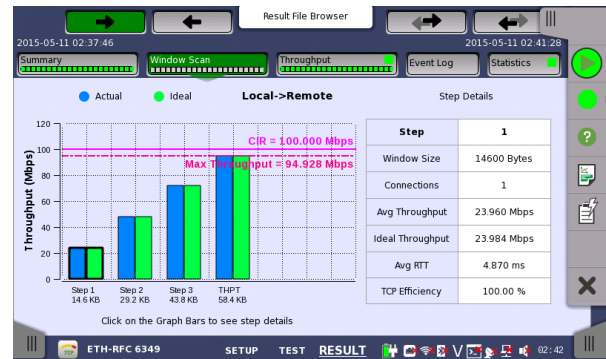 Result File Browser
2015-05-11 02:37:46
2015-05-11 02:41:28
Summary
Window Scan
Throughput
Event Log
Statistics
Actual
Ideal
Local->Remote
Step Details
Throughput (Mbps)
120
100
80
60
40
20
0
CIR = 100.000 Mbps
Max Throughput = 94.928 Mbps
Step 1
14.6 KB
Step 2
29.2 KB
Step 3
43.8 KB
THPT
58.4 KB
Click on the Graph Bars to see step details
Step 1
Window Size 14600 Bytes
Connections 1
Avg Throughput 23.960 Mbps
Ideal Throughput 23.984 Mbps
Avg RTT 4.870 ms
TCP Efficiency 100.00 %
TCP
ETH-RFC 6349
SETUP
TEST
RESULT
02:42